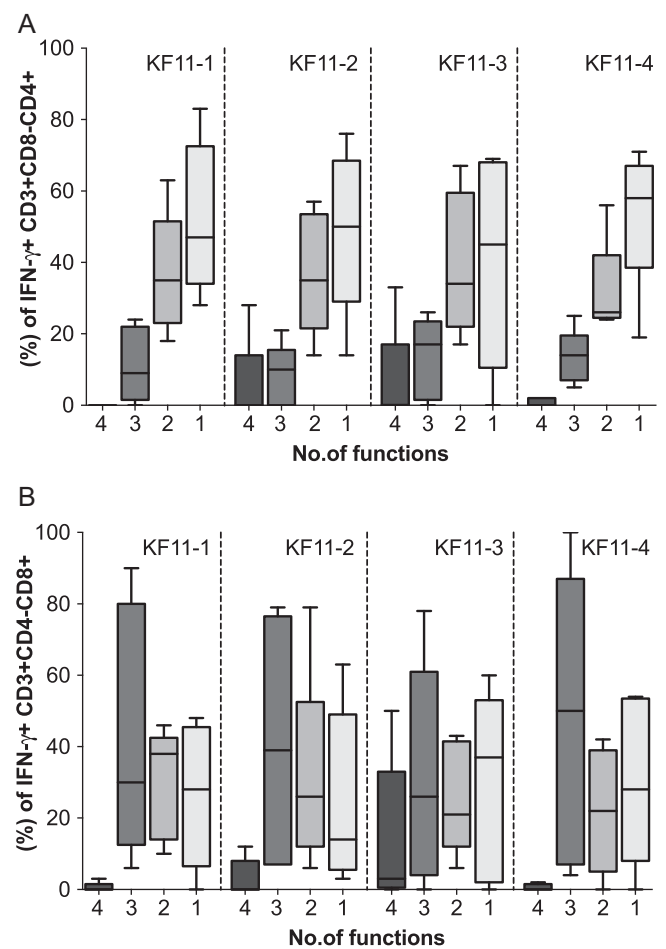 A
100
80
60
40
20
0
(%) of IFN-γ+ CD3+CD8-CD4+
KF11-1 KF11-2 KF11-3 KF11-4
4 3 2 1 4 3 2 1 4 3 2 1 4 3 2 1
No.of functions
B
100
80
60
40
20
0
(%) of IFN-γ+ CD3+CD4-CD8+
KF11-1 KF11-2 KF11-3 KF11-4
4 3 2 1 4 3 2 1 4 3 2 1 4 3 2 1
No.of functions